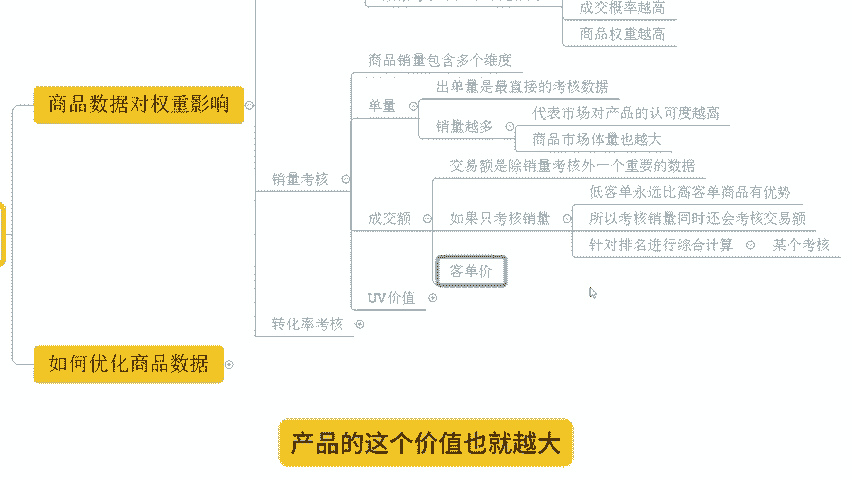 成交概率越高
商品权重越高
商品数据对权重影响
商品销量包含多个维度
出单量是最直接的考核数据
单量
代表市场对产品的认可度越高
销量越多
商品市场体量也越大
交易额是除销量考核外一个重要的数据
销量考核
低客单永远比高客单商品有优势
成交额
如果只考核销量
所以考核销量同时还会考核交易额
针对排名进行综合计算
某个考核
客单价
UV价值
转化率考核
如何优化商品数据
产品的这个价值也就越大